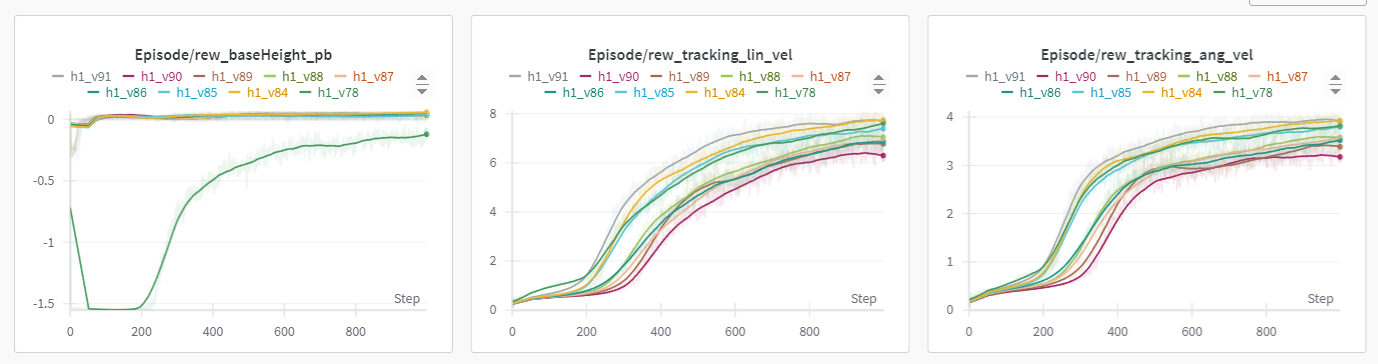 Episode/rew_baseHeight_pb
h1_v91 h1_v90 h1_v89 h1_v88 h1_v87
h1_v86 h1_v85 h1_v84 h1_v78
0
-0.5
-1
-1.5
Step
0 200 400 600 800
Episode/rew_tracking_lin_vel
h1_v91 h1_v90 h1_v89 h1_v88 h1_v87
h1_v86 h1_v85 h1_v84 h1_v78
8
6
4
2
0
Step
0 200 400 600 800
Episode/rew_tracking_ang_vel
h1_v91 h1_v90 h1_v89 h1_v88 h1_v87
h1_v86 h1_v85 h1_v84 h1_v78
4
3
2
1
0
Step
0 200 400 600 800